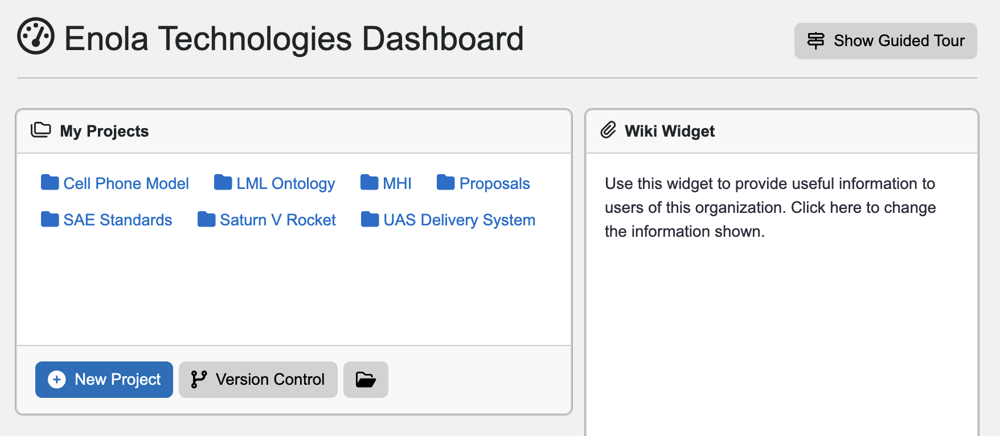 Enola Technologies Dashboard
Show Guided Tour
My Projects
Cell Phone Model LML Ontology MHI Proposals
SAE Standards Saturn V Rocket UAS Delivery System
New Project Version Control
Wiki Widget
Use this widget to provide useful information to
users of this organization. Click here to change
the information shown.